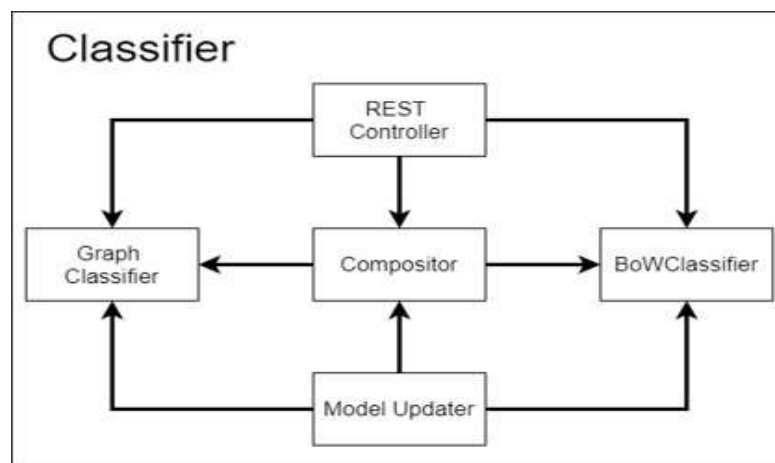 Classifier
REST
Controller
Graph
Classifier
Compositor
BoWClassifier
Model Updater